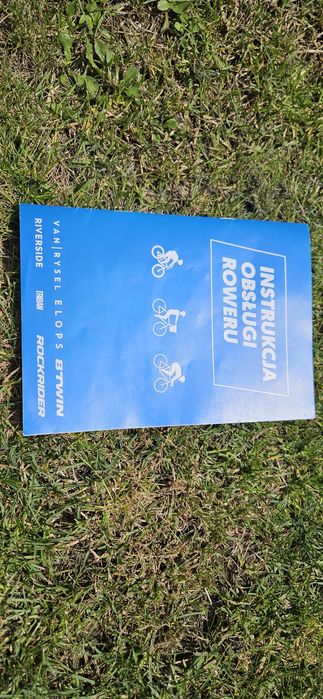 INSTRUKCJA
OBSŁUGI
ROWERU
VAN|RYSEL ELOPS B'TWIN
RIVERSIDE TRIBAN ROCKRIDER